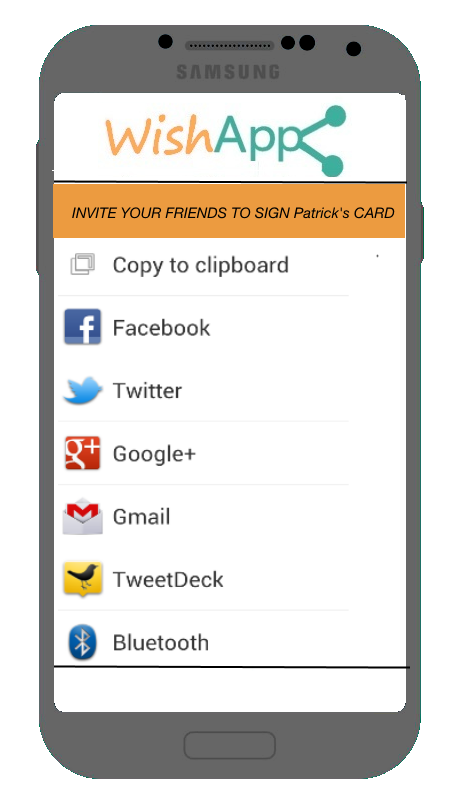 SAMSUNG
WishApp
INVITE YOUR FRIENDS TO SIGN Patrick's CARD
Copy to clipboard
f Facebook
Twitter
g+ Google+
Gmail
TweetDeck
Bluetooth